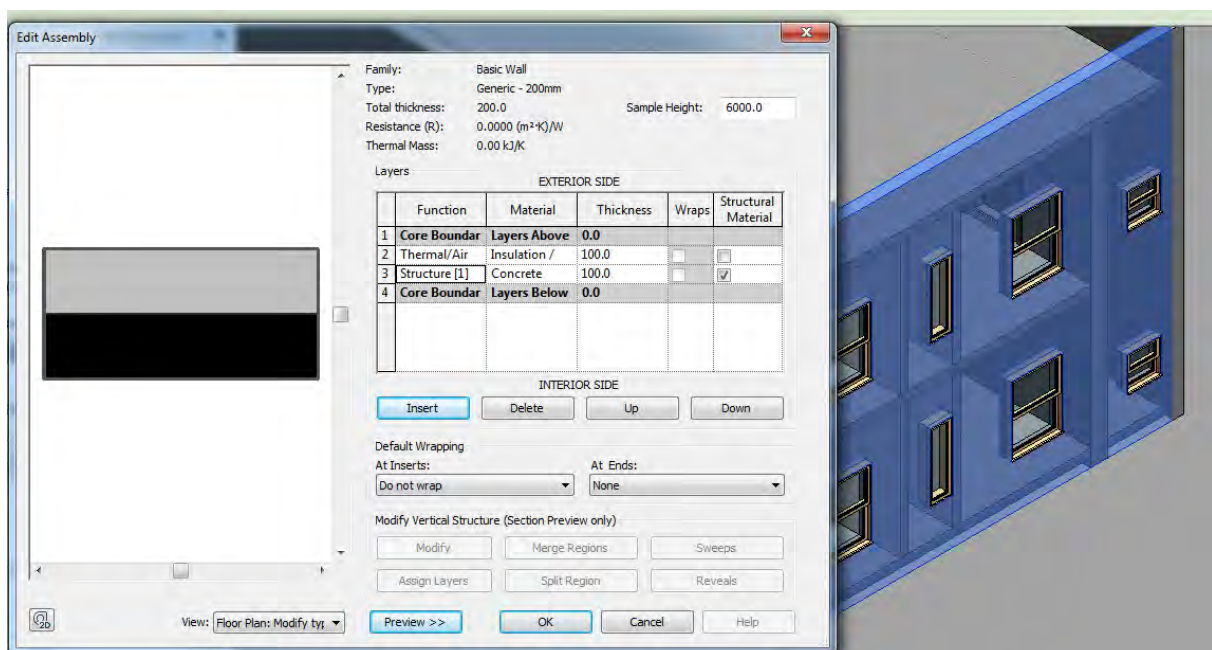 Edit Assembly
Family: Basic Wall
Type: Generic - 200mm
Total thickness: 200.0 Sample Height: 6000.0
Resistance (R): 0.0000 (m²·K)/W
Thermal Mass: 0.00 kJ/K
Layers
EXTERIOR SIDE
Function Material Thickness Wraps Structural Material
1 Core Boundar Layers Above 0.0
2 Thermal/Air Insulation / 100.0
3 Structure [1] Concrete 100.0
4 Core Boundar Layers Below 0.0
INTERIOR SIDE
Insert Delete Up Down
Default Wrapping
At Inserts: At Ends:
Do not wrap None
Modify Vertical Structure (Section Preview only)
Modify Merge Regions Sweeps
Assign Layers Split Region Reveals
2D View: Floor Plan: Modify typ Preview >> OK Cancel Help